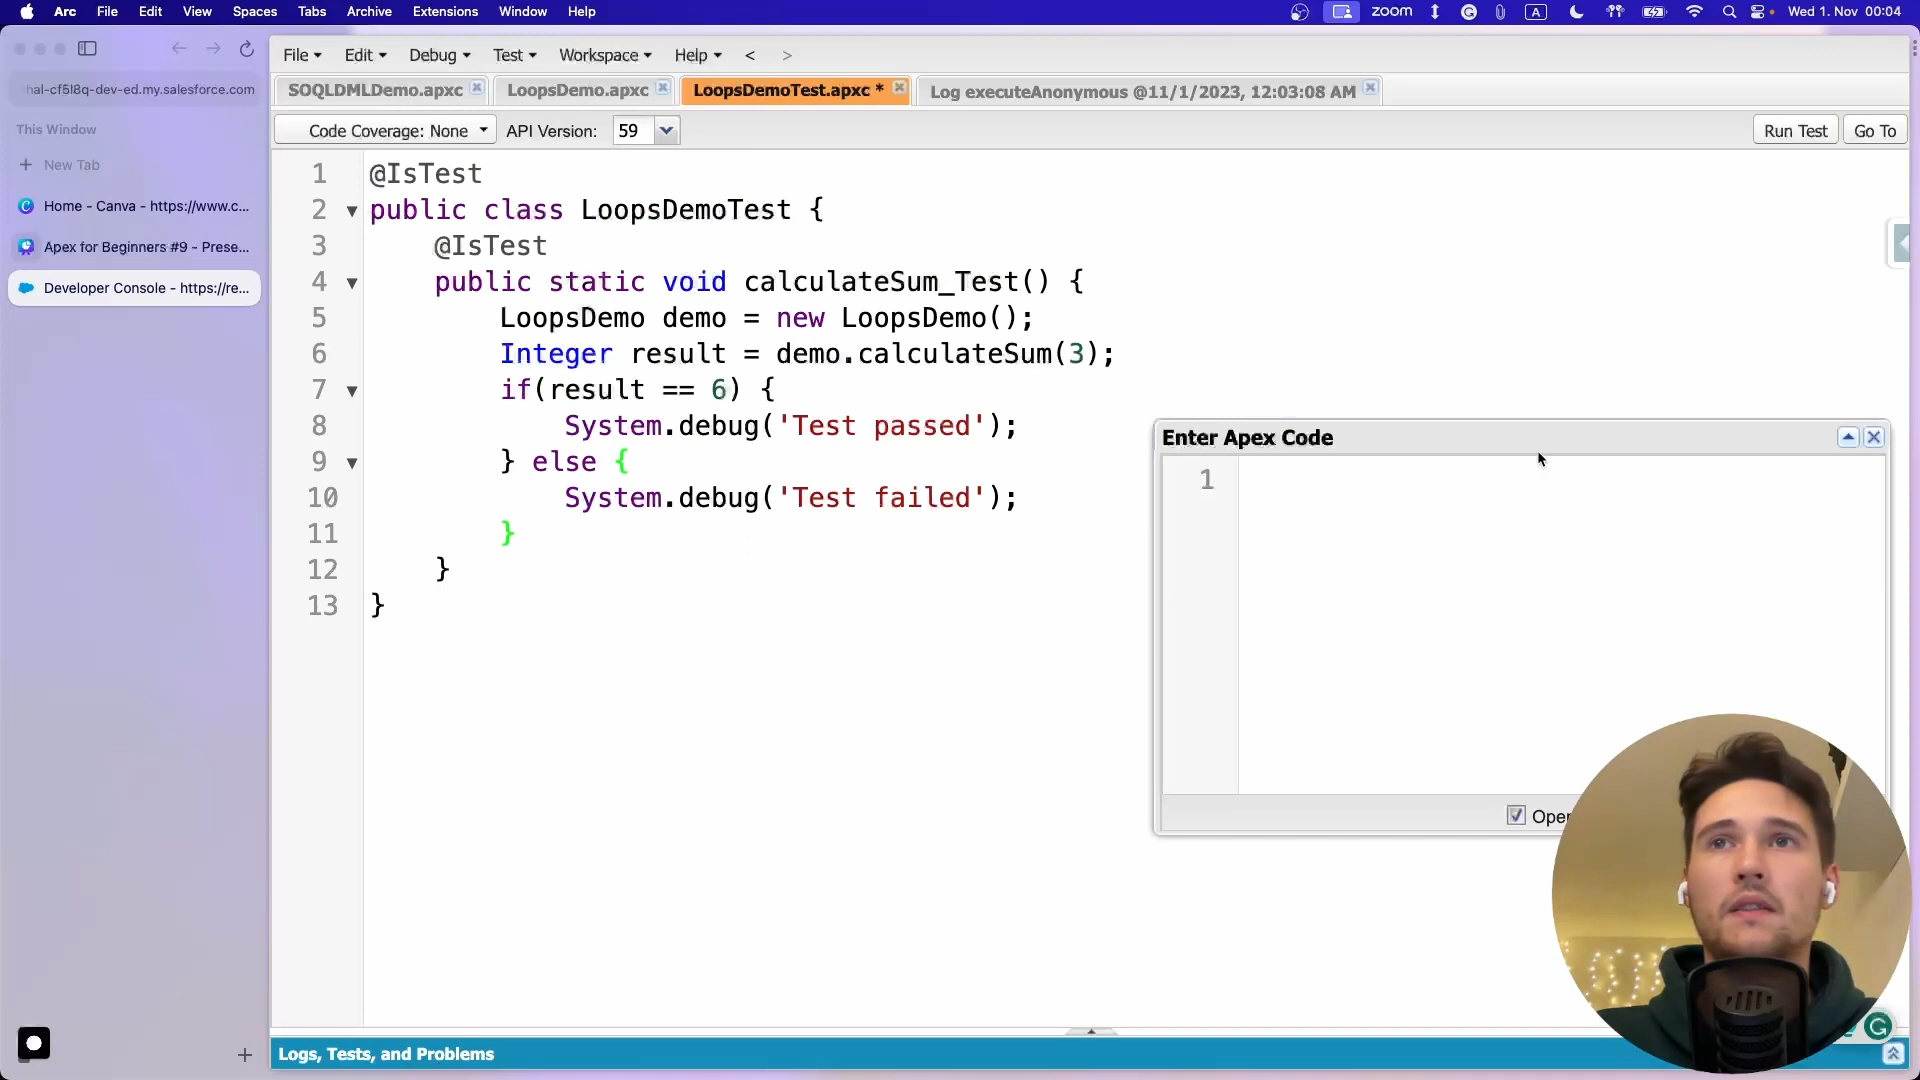 Arc File Edit View Spaces Tabs Archive Extensions Window Help
zoom A Wed 1. Nov 00:04
hal-cf5l8q-dev-ed.my.salesforce.com
This Window
+ New Tab
Home - Canva - https://www.c...
Apex for Beginners #9 - Prese...
Developer Console - https://re...
File Edit Debug Test Workspace Help < >
SOQLDMLDemo.apxc LoopsDemo.apxc LoopsDemoTest.apxc * Log executeAnonymous @11/1/2023, 12:03:08 AM
Code Coverage: None API Version: 59 Run Test Go To
1 @IsTest
2 public class LoopsDemoTest {
3 @IsTest
4 public static void calculateSum_Test() {
5 LoopsDemo demo = new LoopsDemo();
6 Integer result = demo.calculateSum(3);
7 if(result == 6) {
8 System.debug('Test passed');
9 } else {
10 System.debug('Test failed');
11 }
12 }
13 }
Enter Apex Code
1
Open
Logs, Tests, and Problems